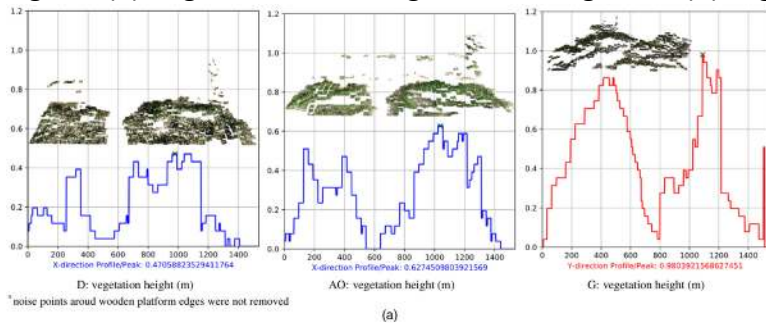 1.2 1.2 1.2
1.0 1.0 1.0
0.8 0.8 0.8
0.6 0.6 0.6
0.4 0.4 0.4
0.2 0.2 0.2
0.0 0.0 0.0
0 200 400 600 800 1000 1200 1400 0 200 400 600 800 1000 1200 1400 0 200 400 600 800 1000 1200 1400
X-direction Profile/Peak: 0.47058823529411764 X-direction Profile/Peak: 0.6274509803921569 Y-direction Profile/Peak: 0.9803921568627451
D: vegetation height (m) AO: vegetation height (m) G: vegetation height (m)
noise points aroud wooden platform edges were not removed
(a)